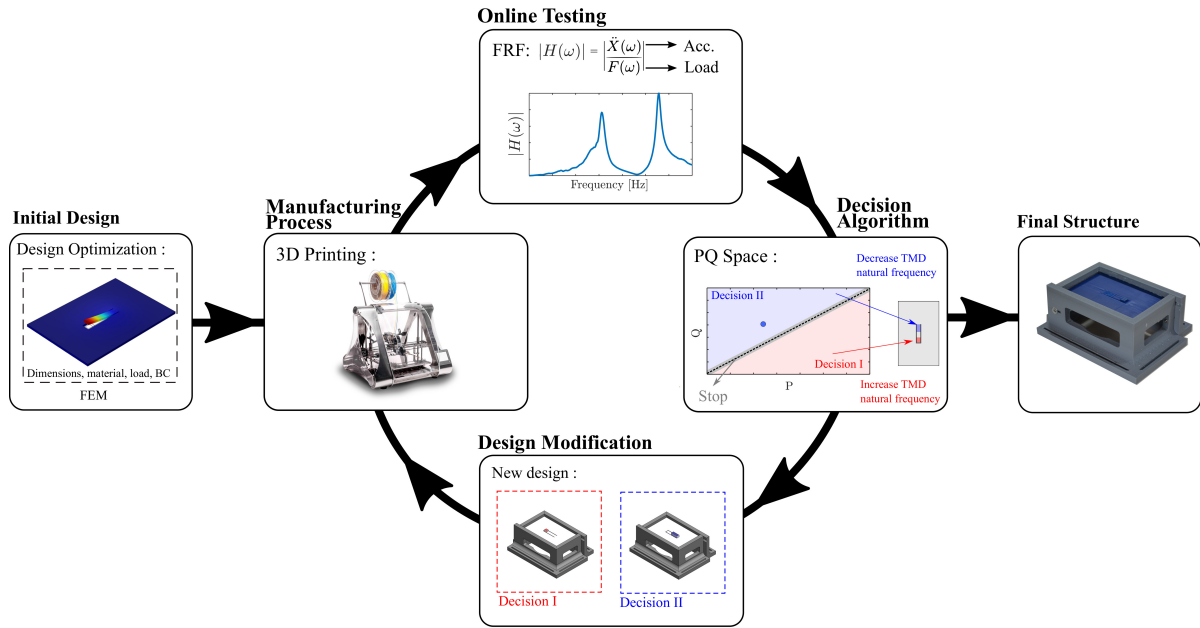 Online Testing
FRF: |H(ω)| = |Ẍ(ω)/F(ω)|
Acc.
Load
|H(ω)|
Frequency [Hz]
Initial Design
Design Optimization :
Dimensions, material, load, BC
FEM
Manufacturing
Process
3D Printing :
Decision
Algorithm
PQ Space :
Decrease TMD
natural frequency
Decision II
Q
Decision I
P
Stop
Increase TMD
natural frequency
Final Structure
Design Modification
New design :
Decision I
Decision II